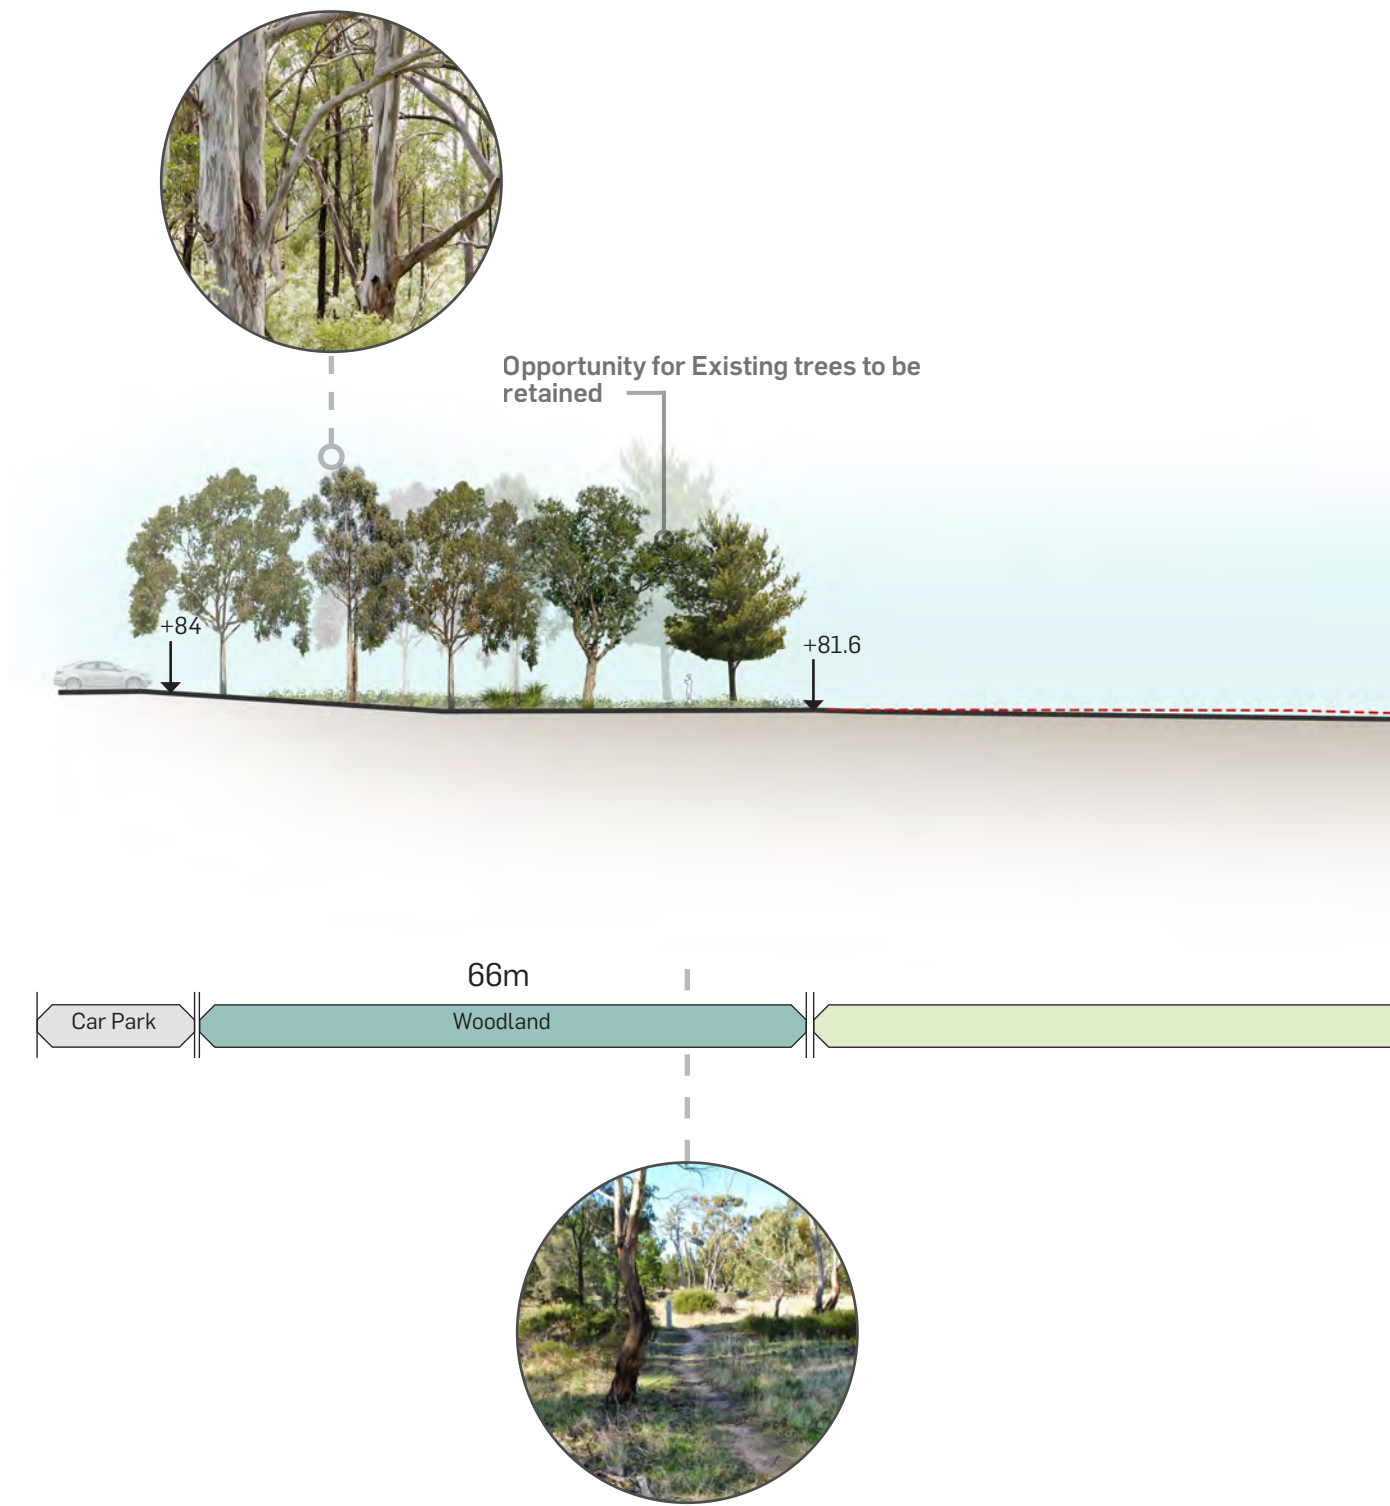 Opportunity for Existing trees to be
retained
+84
+81.6
66m
Car Park
Woodland